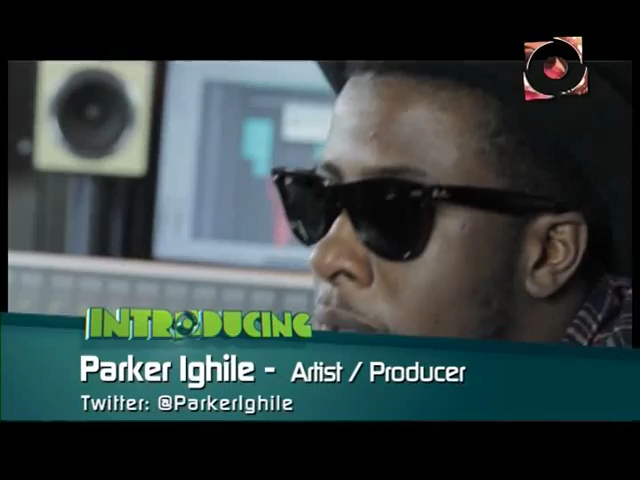 INTRODUCING
Parker Ighile - Artist / Producer
Twitter: @ParkerIghile